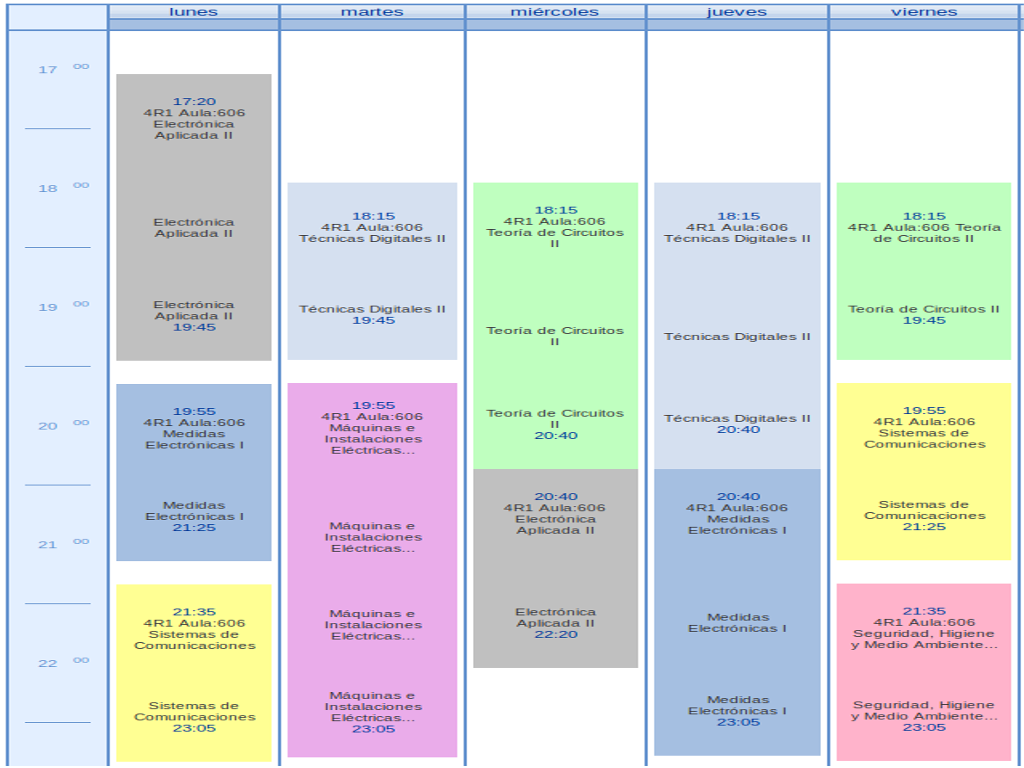 lunes
martes
miércoles
jueves
viernes
17 00
18 00
19 00
20 00
21 00
22 00
17:20
4R1 Aula:606
Electrónica
Aplicada II
Electrónica
Aplicada II
Electrónica
Aplicada II
19:45
19:55
4R1 Aula:606
Medidas
Electrónicas I
Medidas
Electrónicas I
21:25
21:35
4R1 Aula:606
Sistemas de
Comunicaciones
Sistemas de
Comunicaciones
23:05
18:15
4R1 Aula:606
Técnicas Digitales II
Técnicas Digitales II
19:45
19:55
4R1 Aula:606
Máquinas e
Instalaciones
Eléctricas...
Máquinas e
Instalaciones
Eléctricas...
Máquinas e
Instalaciones
Eléctricas...
Máquinas e
Instalaciones
Eléctricas...
23:05
18:15
4R1 Aula:606
Teoría de Circuitos
II
Teoría de Circuitos
II
Teoría de Circuitos
II
20:40
20:40
4R1 Aula:606
Electrónica
Aplicada II
Electrónica
Aplicada II
22:20
18:15
4R1 Aula:606
Técnicas Digitales II
Técnicas Digitales II
Técnicas Digitales II
20:40
20:40
4R1 Aula:606
Medidas
Electrónicas I
Medidas
Electrónicas I
Medidas
Electrónicas I
23:05
18:15
4R1 Aula:606 Teoría
de Circuitos II
Teoría de Circuitos II
19:45
19:55
4R1 Aula:606
Sistemas de
Comunicaciones
Sistemas de
Comunicaciones
21:25
21:35
4R1 Aula:606
Seguridad, Higiene
y Medio Ambiente...
Seguridad, Higiene
y Medio Ambiente...
23:05